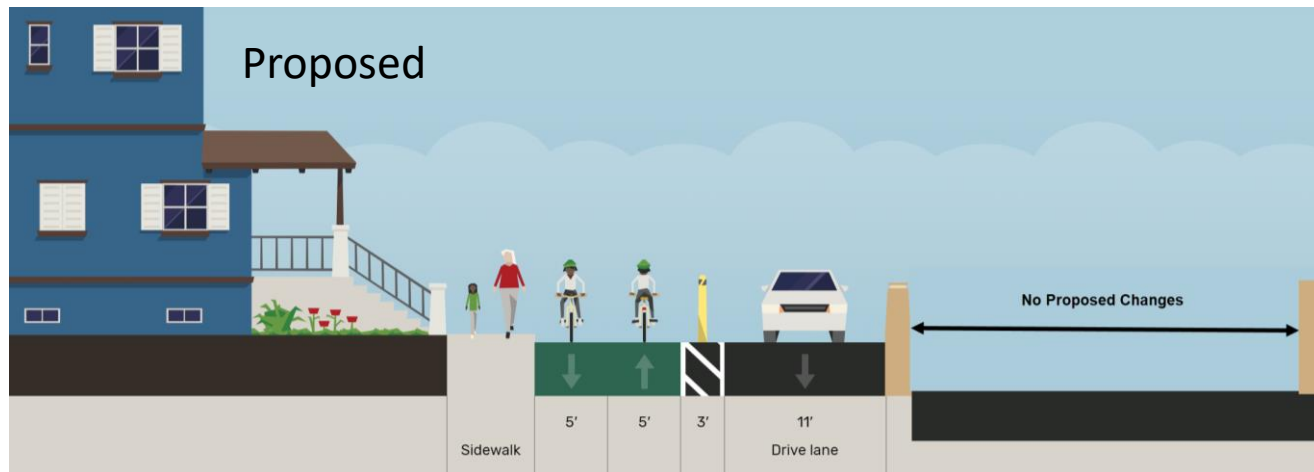 Proposed
No Proposed Changes
5’ 5’ 3’ 11’
Sidewalk Drive lane